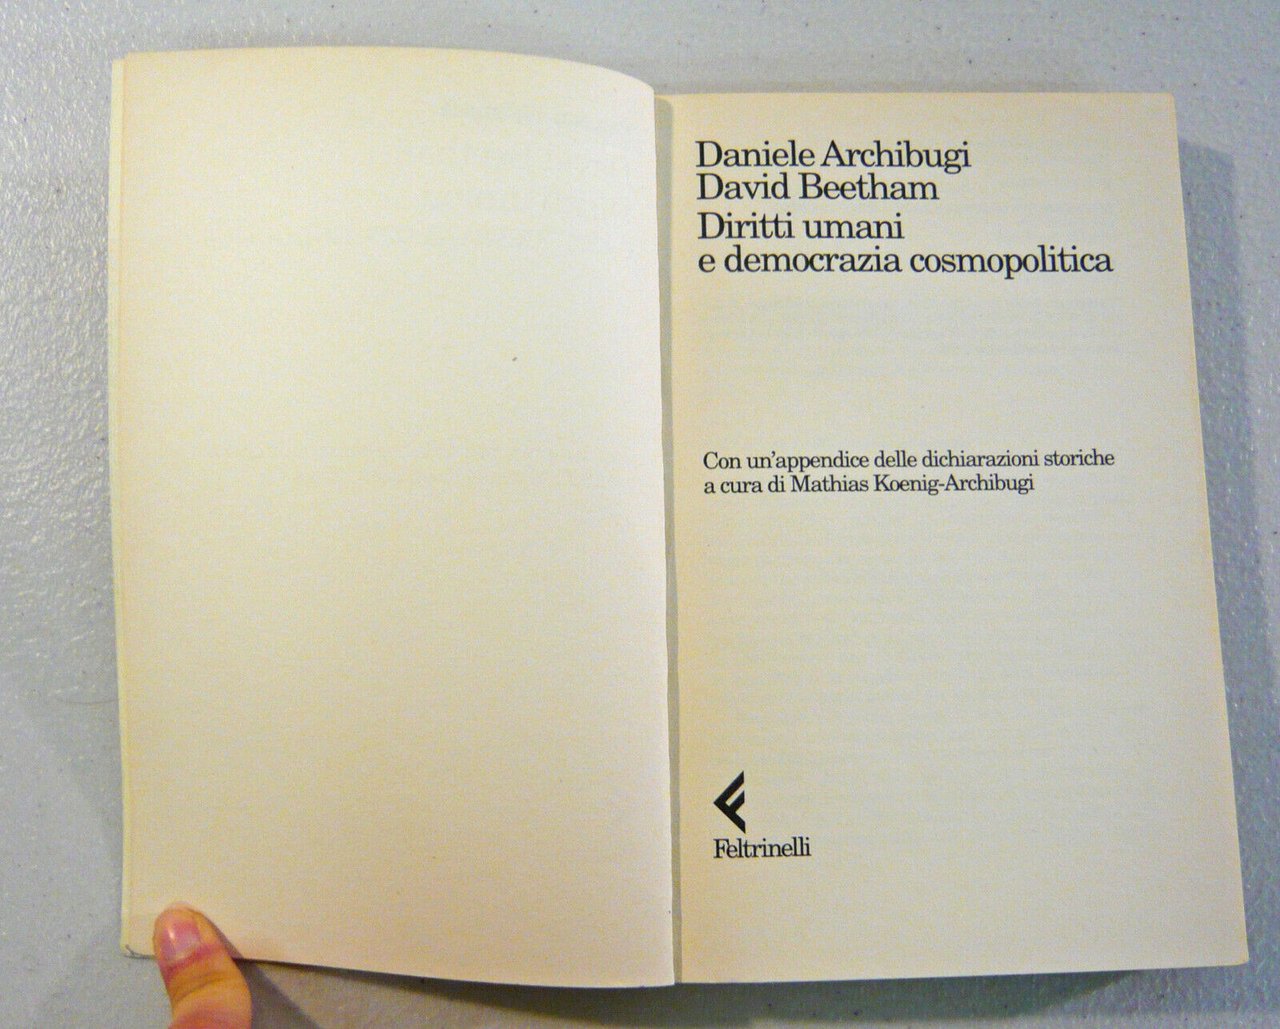 Daniele Archibugi
David Beetham
Diritti umani
e democrazia cosmopolitica
Con un'appendice delle dichiarazioni storiche
a cura di Mathias Koenig-Archibugi
Feltrinelli